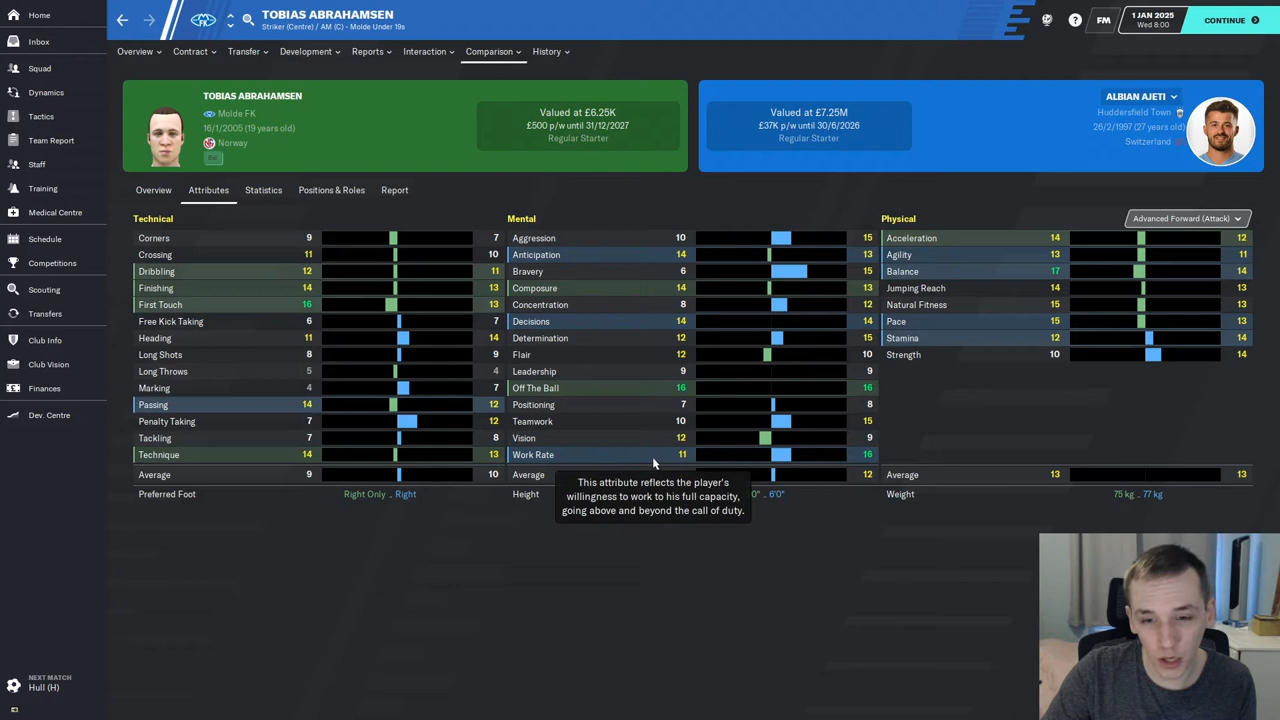 Home
Inbox
Squad
Dynamics
Tactics
Team Report
Staff
Training
Medical Centre
Schedule
Competitions
Scouting
Transfers
Club Info
Club Vision
Finances
Dev. Centre
NEXT MATCH
Hull (H)
TOBIAS ABRAHAMSEN
Striker (Centre) / AM (C) - Molde Under 19s
FM
1 JAN 2025
Wed 8:00
CONTINUE
Overview Contract Transfer Development Reports Interaction Comparison History
TOBIAS ABRAHAMSEN
Molde FK
16/1/2005 (19 years old)
Norway
Valued at £6.25K
£500 p/w until 31/12/2027
Regular Starter
Valued at £7.25M
£37K p/w until 30/6/2026
Regular Starter
ALBIAN AJETI
Huddersfield Town
26/2/1997 (27 years old)
Switzerland
Overview Attributes Statistics Positions & Roles Report
Technical
Corners 9 7
Crossing 11 10
Dribbling 12 11
Finishing 14 13
First Touch 16 13
Free Kick Taking 6 7
Heading 11 14
Long Shots 8 9
Long Throws 5 4
Marking 4 7
Passing 14 12
Penalty Taking 7 12
Tackling 7 8
Technique 14 13
Average 9 10
Preferred Foot Right Only - Right
Mental
Aggression 10 15
Anticipation 14 13
Bravery 6 15
Composure 14 13
Concentration 8 12
Decisions 14 14
Determination 12 15
Flair 12 10
Leadership 9 9
Off The Ball 16 16
Positioning 7 8
Teamwork 10 15
Vision 12 9
Work Rate 11 16
Average 12
Height 0" - 6'0"
This attribute reflects the player's
willingness to work to his full capacity,
going above and beyond the call of duty.
Physical
Advanced Forward (Attack)
Acceleration 14 12
Agility 13 11
Balance 17 14
Jumping Reach 14 13
Natural Fitness 15 13
Pace 15 13
Stamina 12 14
Strength 10 14
Average 13 13
Weight 75 kg - 77 kg